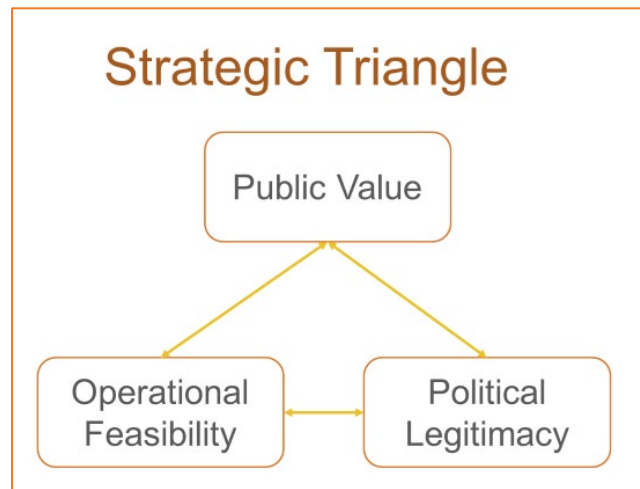 Strategic Triangle
Public Value
Operational
Feasibility
Political
Legitimacy